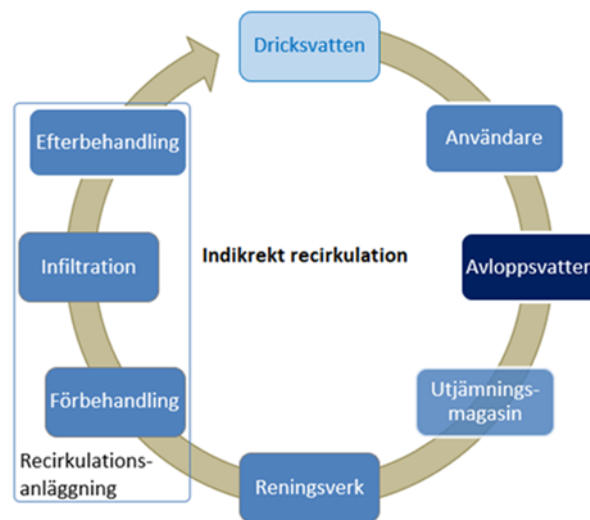 Dricksvatten
Användare
Avloppsvatten
Utjämnings-
magasin
Reningsverk
Förbehandling
Infiltration
Efterbehandling
Recirkulations-
anläggning
Indikrekt recirkulation